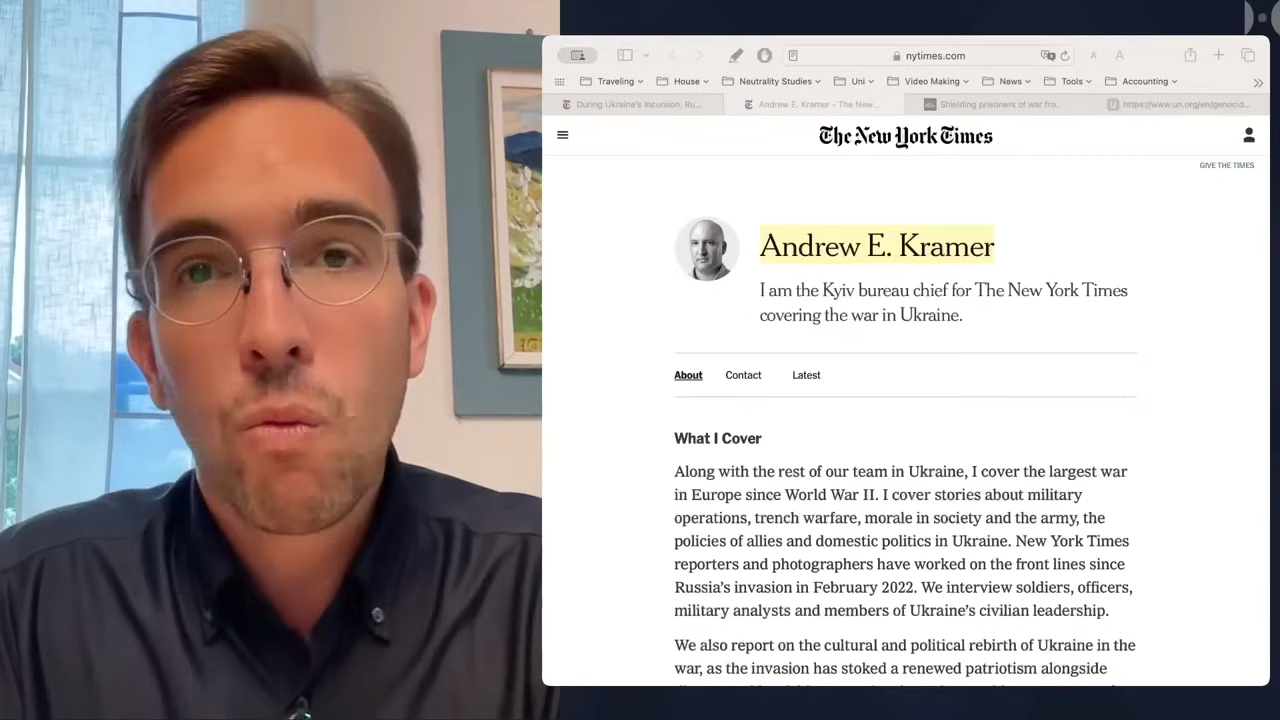 nytimes.com
A A
Traveling House Neutrality Studies Uni Video Making News Tools Accounting
During Ukraine's Incursion, Ru... Andrew E. Kramer - The New... Shielding prisoners of war fro... https://www.un.org/en/genocid...
The New York Times
GIVE THE TIMES
Andrew E. Kramer
I am the Kyiv bureau chief for The New York Times
covering the war in Ukraine.
About Contact Latest
What I Cover
Along with the rest of our team in Ukraine, I cover the largest war
in Europe since World War II. I cover stories about military
operations, trench warfare, morale in society and the army, the
policies of allies and domestic politics in Ukraine. New York Times
reporters and photographers have worked on the front lines since
Russia's invasion in February 2022. We interview soldiers, officers,
military analysts and members of Ukraine's civilian leadership.
We also report on the cultural and political rebirth of Ukraine in the
war, as the invasion has stoked a renewed patriotism alongside